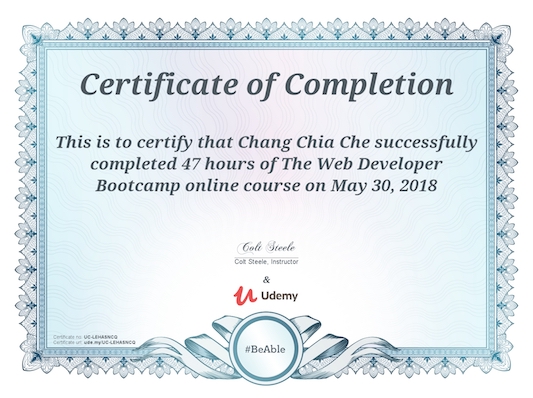 Certificate of Completion
This is to certify that Chang Chia Che successfully
completed 47 hours of The Web Developer
Bootcamp online course on May 30, 2018
Colt Steele
Colt Steele, Instructor
&
Udemy
Certificate no: UC-LEHASNCQ
Certificate url: ude.my/UC-LEHASNCQ
#BeAble